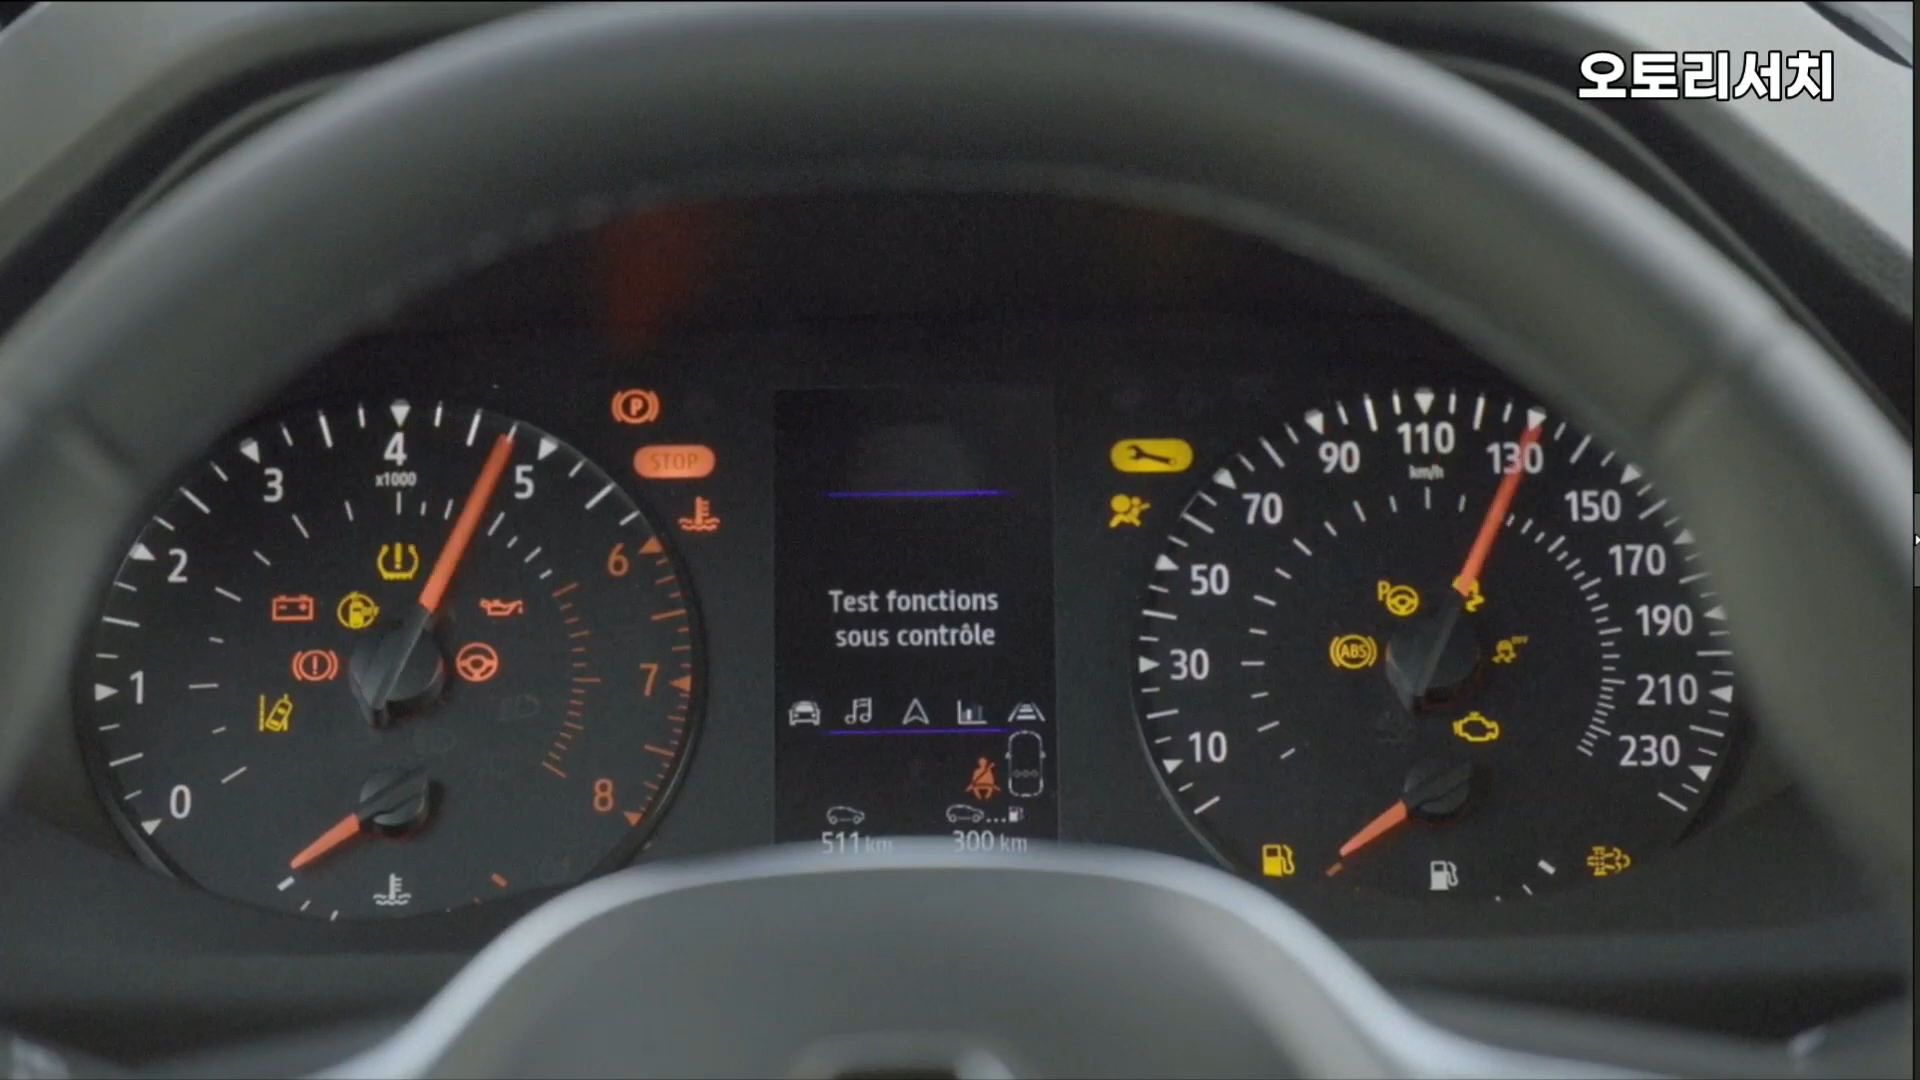 오토리서치
4
x1000
3
5
2
6
1
7
0
8
P
STOP
Test fonctions
sous contrôle
511 km
300 km
110
km/h
90
130
70
150
50
170
190
30
210
10
230
P
ABS
OFF